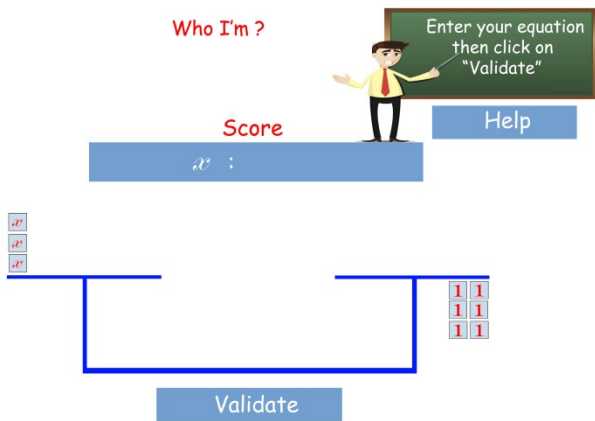 Who I'm ?
Enter your equation
then click on
“Validate”
Help
Score
x :
x
x
x
1 1
1 1
1 1
Validate